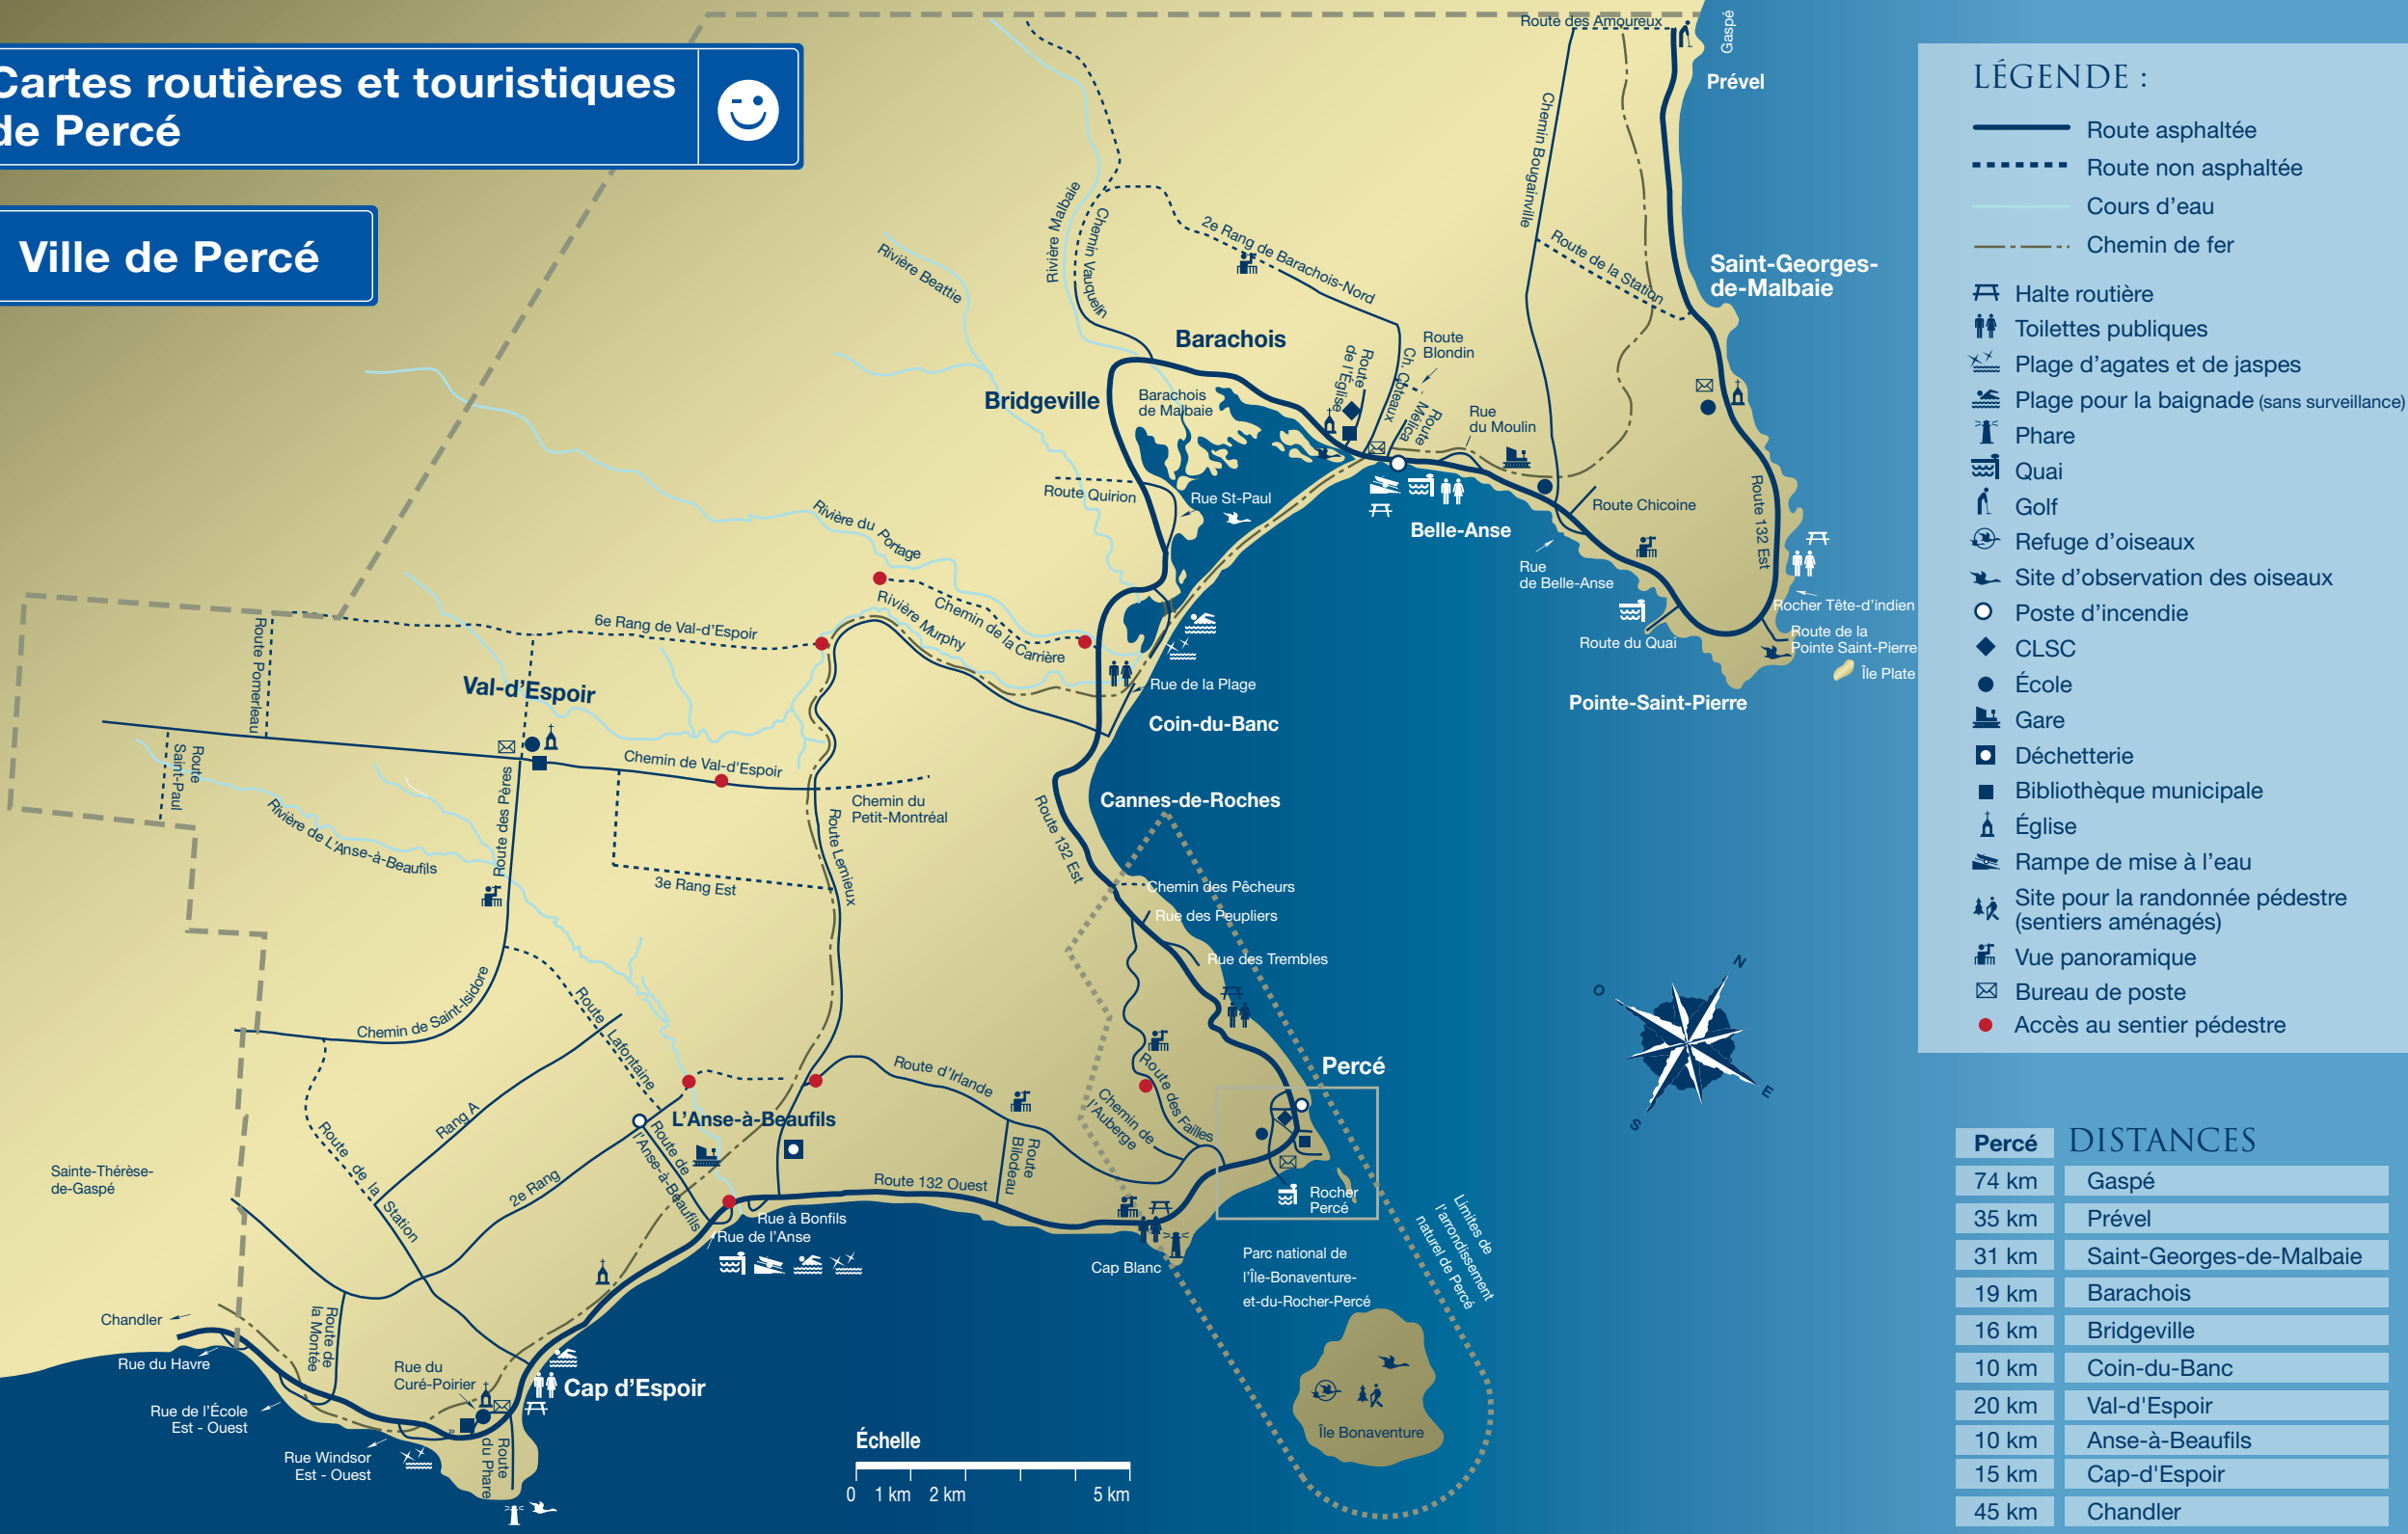 Cartes routières et touristiques
de Percé
Ville de Percé
Route des Amoureux
Gaspé
Prével
Chemin Bougainville
Rivière Malbaie
Chemin Vauquelin
2e Rang de Barachois-Nord
Route de la Station
Rivière Beattie
Saint-Georges-
de-Malbaie
Barachois
Route
de l'Église
Ch. Côteaux
Route
Blondin
Bridgeville
Barachois
de Malbaie
Route
Mélica
Rue
du Moulin
Route Quirion
Rue St-Paul
Route Chicoine
Route 132 Est
Belle-Anse
Rivière du Portage
Rue
de Belle-Anse
Rocher Tête-d'indien
Rivière Murphy
Chemin de la Carrière
Route du Quai
Route de la
Pointe Saint-Pierre
Île Plate
6e Rang de Val-d'Espoir
Route Pomerleau
Val-d'Espoir
Rue de la Plage
Pointe-Saint-Pierre
Coin-du-Banc
Route
Saint-Paul
Chemin de Val-d'Espoir
Chemin du
Petit-Montréal
Route des Pères
Rivière de L'Anse-à-Beaufils
Route Lemieux
3e Rang Est
Cannes-de-Roches
Route 132 Est
Chemin des Pêcheurs
Rue des Peupliers
Rue des Trembles
Chemin de Saint-Isidore
Route Lafontaine
Rang A
Route de la Station
2e Rang
L'Anse-à-Beaufils
Route de
l'Anse-à-Beaufils
Route d'Irlande
Route
Bilodeau
Chemin de
l'Auberge
Route des Failles
Percé
Sainte-Thérèse-
de-Gaspé
Route 132 Ouest
Rue à Bonfils
Rue de l'Anse
Rocher
Percé
Cap Blanc
Parc national de
l'Île-Bonaventure-
et-du-Rocher-Percé
Limites de
l'arrondissement
naturel de Percé
Île Bonaventure
Chandler
Rue du Havre
Route de
la Montée
Rue du
Curé-Poirier
Cap d'Espoir
Rue de l'École
Est - Ouest
Rue Windsor
Est - Ouest
Route
du Phare
Échelle
0 1 km 2 km 5 km
N
O
E
S
LÉGENDE :
Route asphaltée
Route non asphaltée
Cours d'eau
Chemin de fer
Halte routière
Toilettes publiques
Plage d'agates et de jaspes
Plage pour la baignade (sans surveillance)
Phare
Quai
Golf
Refuge d'oiseaux
Site d'observation des oiseaux
Poste d'incendie
CLSC
École
Gare
Déchetterie
Bibliothèque municipale
Église
Rampe de mise à l'eau
Site pour la randonnée pédestre
(sentiers aménagés)
Vue panoramique
Bureau de poste
Accès au sentier pédestre
Percé DISTANCES
74 km Gaspé
35 km Prével
31 km Saint-Georges-de-Malbaie
19 km Barachois
16 km Bridgeville
10 km Coin-du-Banc
20 km Val-d'Espoir
10 km Anse-à-Beaufils
15 km Cap-d'Espoir
45 km Chandler